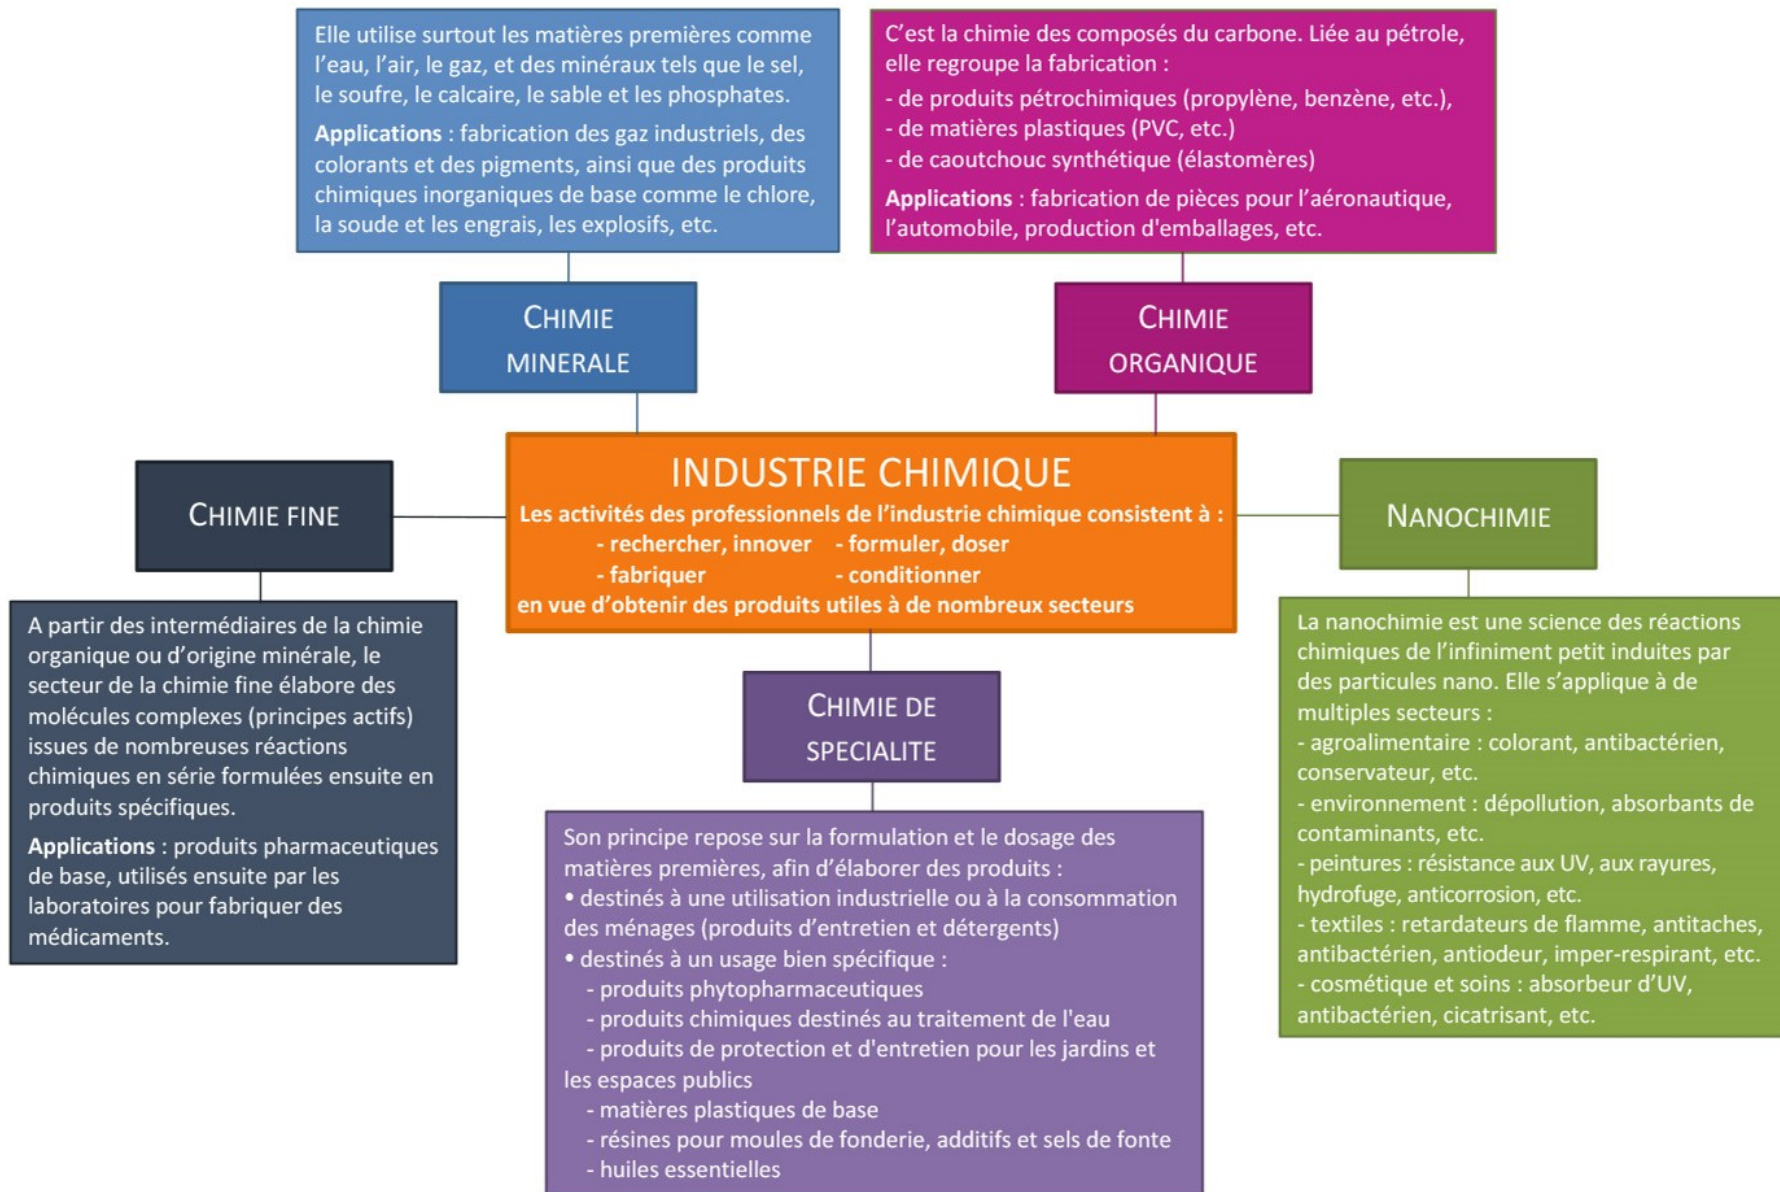 Elle utilise surtout les matières premières comme
l’eau, l’air, le gaz, et des minéraux tels que le sel,
le soufre, le calcaire, le sable et les phosphates.
Applications : fabrication des gaz industriels, des
colorants et des pigments, ainsi que des produits
chimiques inorganiques de base comme le chlore,
la soude et les engrais, les explosifs, etc.
C’est la chimie des composés du carbone. Liée au pétrole,
elle regroupe la fabrication :
- de produits pétrochimiques (propylène, benzène, etc.),
- de matières plastiques (PVC, etc.)
- de caoutchouc synthétique (élastomères)
Applications : fabrication de pièces pour l’aéronautique,
l’automobile, production d'emballages, etc.
CHIMIE
MINERALE
CHIMIE
ORGANIQUE
INDUSTRIE CHIMIQUE
Les activités des professionnels de l’industrie chimique consistent à :
- rechercher, innover - formuler, doser
- fabriquer - conditionner
en vue d’obtenir des produits utiles à de nombreux secteurs
CHIMIE FINE
A partir des intermédiaires de la chimie
organique ou d’origine minérale, le
secteur de la chimie fine élabore des
molécules complexes (principes actifs)
issues de nombreuses réactions
chimiques en série formulées ensuite en
produits spécifiques.
Applications : produits pharmaceutiques
de base, utilisés ensuite par les
laboratoires pour fabriquer des
médicaments.
CHIMIE DE
SPECIALITE
Son principe repose sur la formulation et le dosage des
matières premières, afin d’élaborer des produits :
• destinés à une utilisation industrielle ou à la consommation
des ménages (produits d’entretien et détergents)
• destinés à un usage bien spécifique :
- produits phytopharmaceutiques
- produits chimiques destinés au traitement de l'eau
- produits de protection et d'entretien pour les jardins et
les espaces publics
- matières plastiques de base
- résines pour moules de fonderie, additifs et sels de fonte
- huiles essentielles
NANOCHIMIE
La nanochimie est une science des réactions
chimiques de l’infiniment petit induites par
des particules nano. Elle s’applique à de
multiples secteurs :
- agroalimentaire : colorant, antibactérien,
conservateur, etc.
- environnement : dépollution, absorbants de
contaminants, etc.
- peintures : résistance aux UV, aux rayures,
hydrofuge, anticorrosion, etc.
- textiles : retardateurs de flamme, antitaches,
antibactérien, antiodeur, imper-respirant, etc.
- cosmétique et soins : absorbeur d’UV,
antibactérien, cicatrisant, etc.